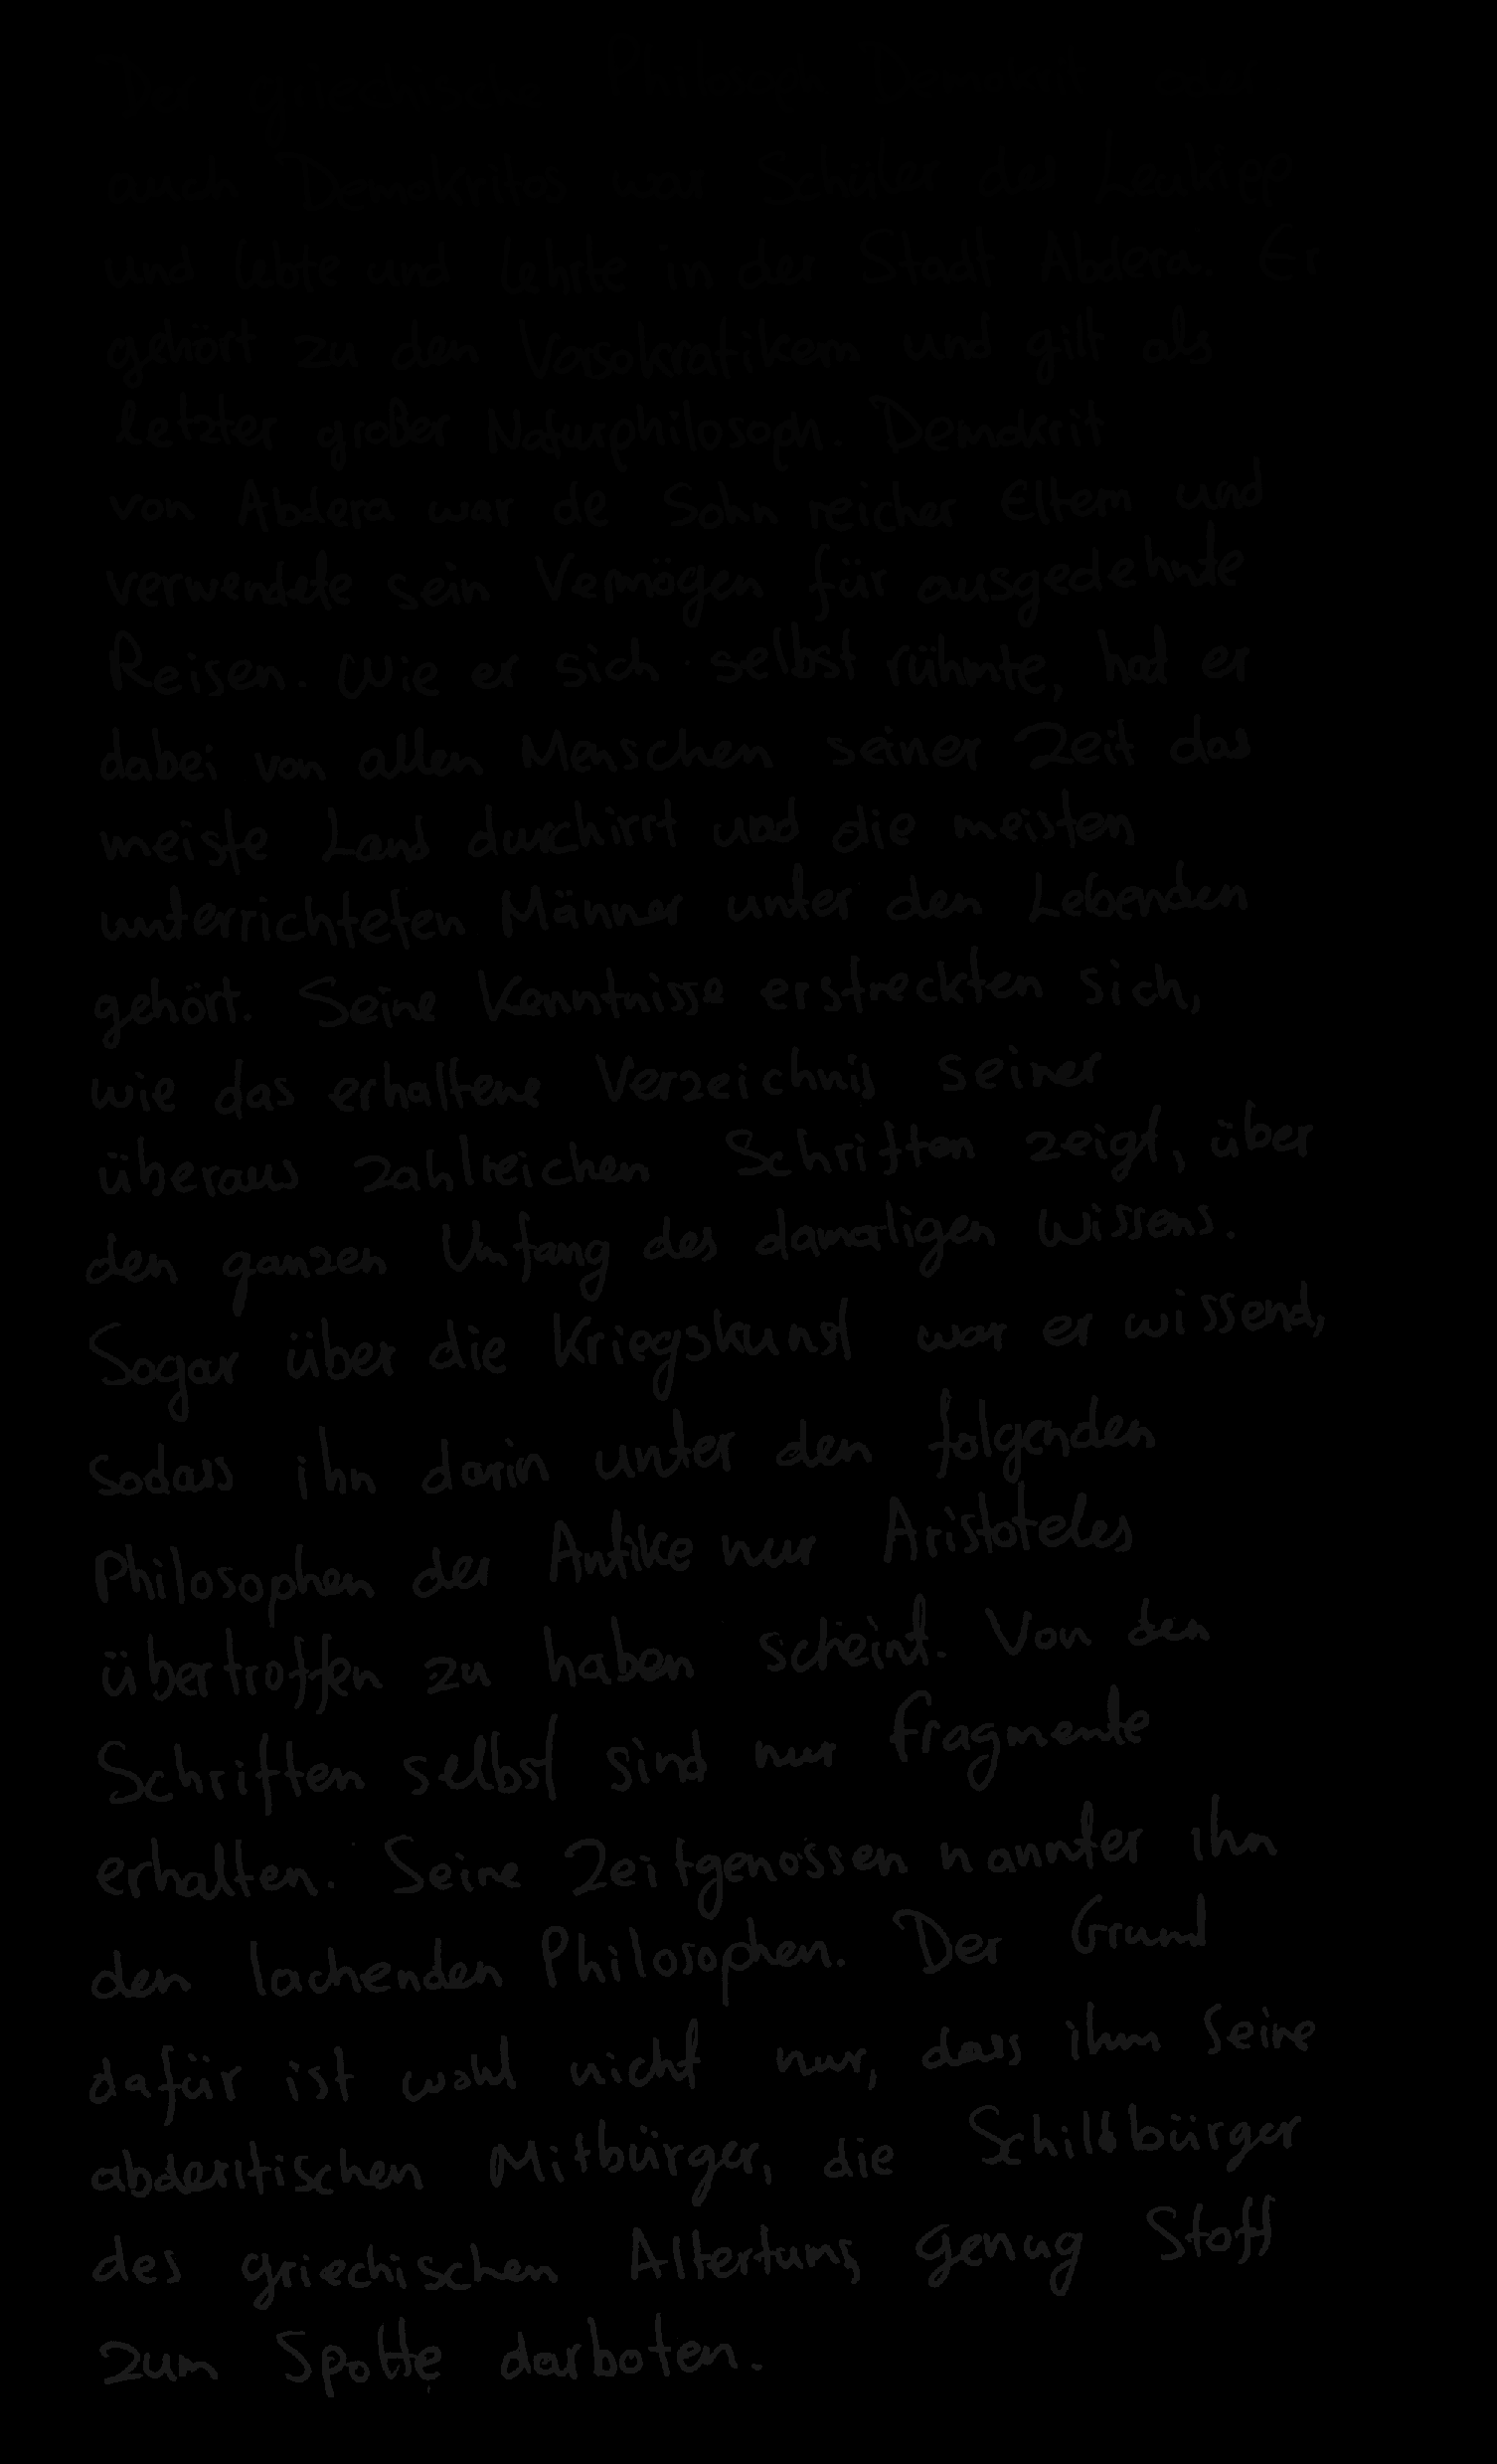 Der griechische Philosoph Demokrit oder
auch Demokritos war Schüler des Leukipp
und lebte und lehrte in der Stadt Abdera. Er
gehört zu den Vorsokratikern und gilt als
letzter großer Naturphilosoph. Demokrit
von Abdera war de Sohn reicher Eltern und
verwendete sein Vermögen für ausgedehnte
Reisen. Wie er sich selbst rühmte, hat er
dabei von allen Menschen seiner Zeit das
meiste Land durchirrt und die meisten
unterrichteten Männer unter den Lebenden
gehört. Seine Kenntnisse erstreckten sich,
wie das erhaltene Verzeichnis seiner
überaus zahlreichen Schriften zeigt, über
den ganzen Umfang des damaligen Wissens.
Sogar über die Kriegskunst war er wissend,
sodass ihn darin unter den folgenden
Philosophen der Antike nur Aristoteles
übertroffen zu haben scheint. Von den
Schriften selbst sind nur Fragmente
erhalten. Seine Zeitgenossen nannter ihn
den lachenden Philosophen. Der Grund
dafür ist wohl nicht nur, dass ihm seine
abderitischen Mitbürger, die Schildbürger
des griechischen Altertums genug Stoff
zum Spotte darboten.